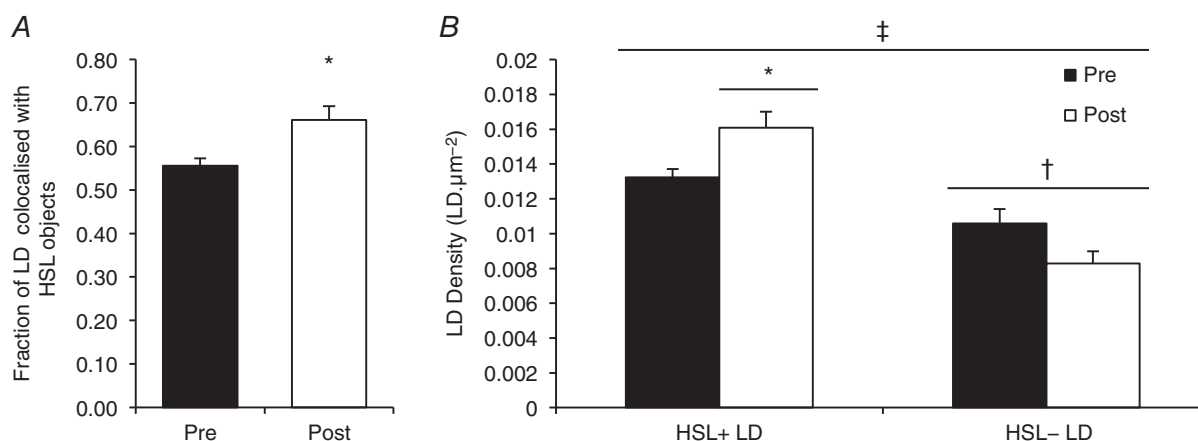 A
Fraction of LD colocalised with
HSL objects
0.80
0.70
0.60
0.50
0.40
0.30
0.20
0.10
0.00
*
Pre
Post
B
LD Density (LD.µm⁻²)
0.02
0.018
0.016
0.014
0.012
0.01
0.008
0.006
0.004
0.002
0
‡
*
†
Pre
Post
HSL+ LD
HSL– LD